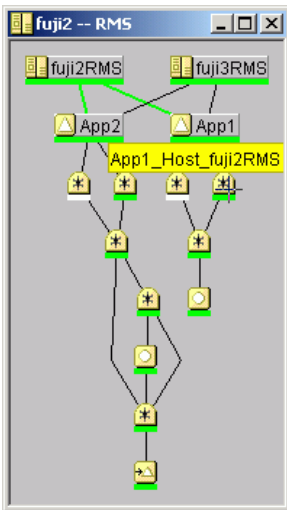 fuji2 -- RMS
fuji2RMS
fuji3RMS
App2
App1
App1_Host_fuji2RMS